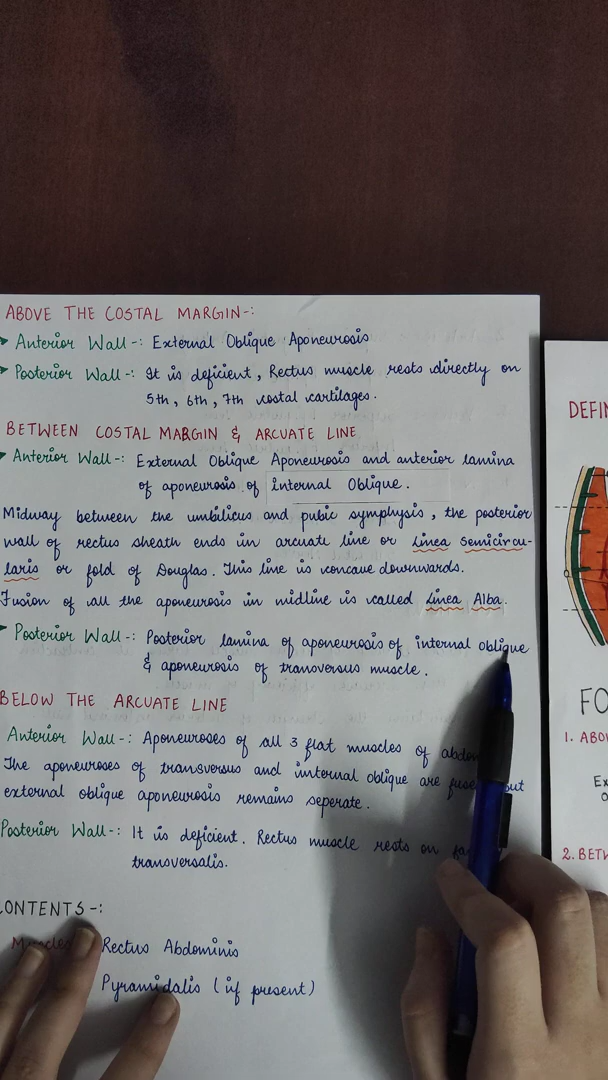 ABOVE THE COSTAL MARGIN-:
Anterior Wall-: External Oblique Aponeurosis
Posterior Wall-: It is deficient, Rectus muscle rests directly on
5th, 6th, 7th costal cartilages.
BETWEEN COSTAL MARGIN & ARCUATE LINE
Anterior Wall-: External Oblique Aponeurosis and anterior lamina
of aponeurosis of internal Oblique.
Midway between the umbilicus and pubic symphysis, the posterior
wall of rectus sheath ends in arcuate line or Linea semicircu-
laris or fold of Douglas. This line is concave downwards.
Fusion of all the aponeurosis in midline is called Linea Alba.
Posterior Wall-: Posterior lamina of aponeurosis of internal oblique
& aponeurosis of transversus muscle.
BELOW THE ARCUATE LINE
Anterior Wall-: Aponeuroses of all 3 flat muscles of
The aponeuroses of transversus and internal oblique are
external oblique aponeurosis remains seperate.
Posterior Wall-: It is deficient. Rectus muscle rests on
transversalis.
CONTENTS-:
Muscles Rectus Abdominis
Pyramidalis (if present)
1.
2.